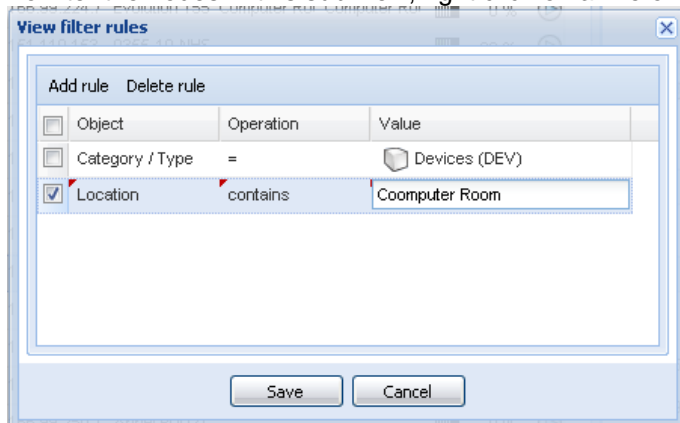 View filter rules
Add rule Delete rule
Object Operation Value
Category / Type = Devices (DEV)
Location contains Coomputer Room
Save Cancel